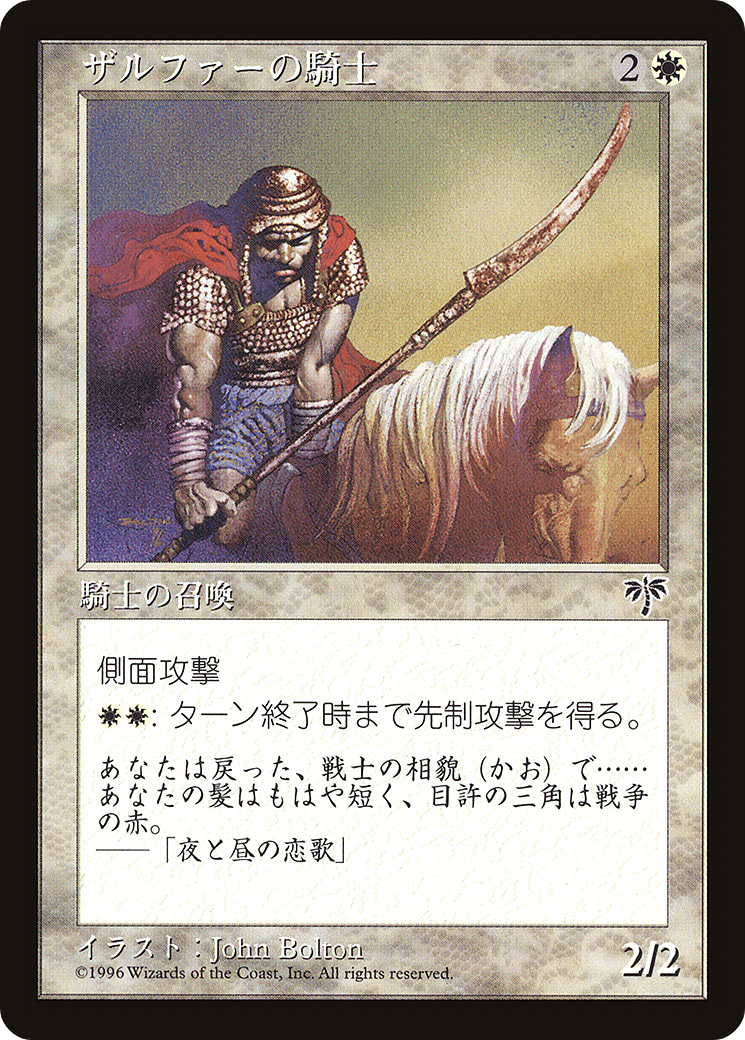 ザルファーの騎士 2
BOLTON
騎士の召喚
側面攻撃
: ターン終了時まで先制攻撃を得る。
あなたは戻った、戦士の相貌（かお）で……
あなたの髪はもはや短く、目許の三角は戦争
の赤。
――「夜と昼の恋歌」
イラスト：John Bolton
2/2
©1996 Wizards of the Coast, Inc. All rights reserved.